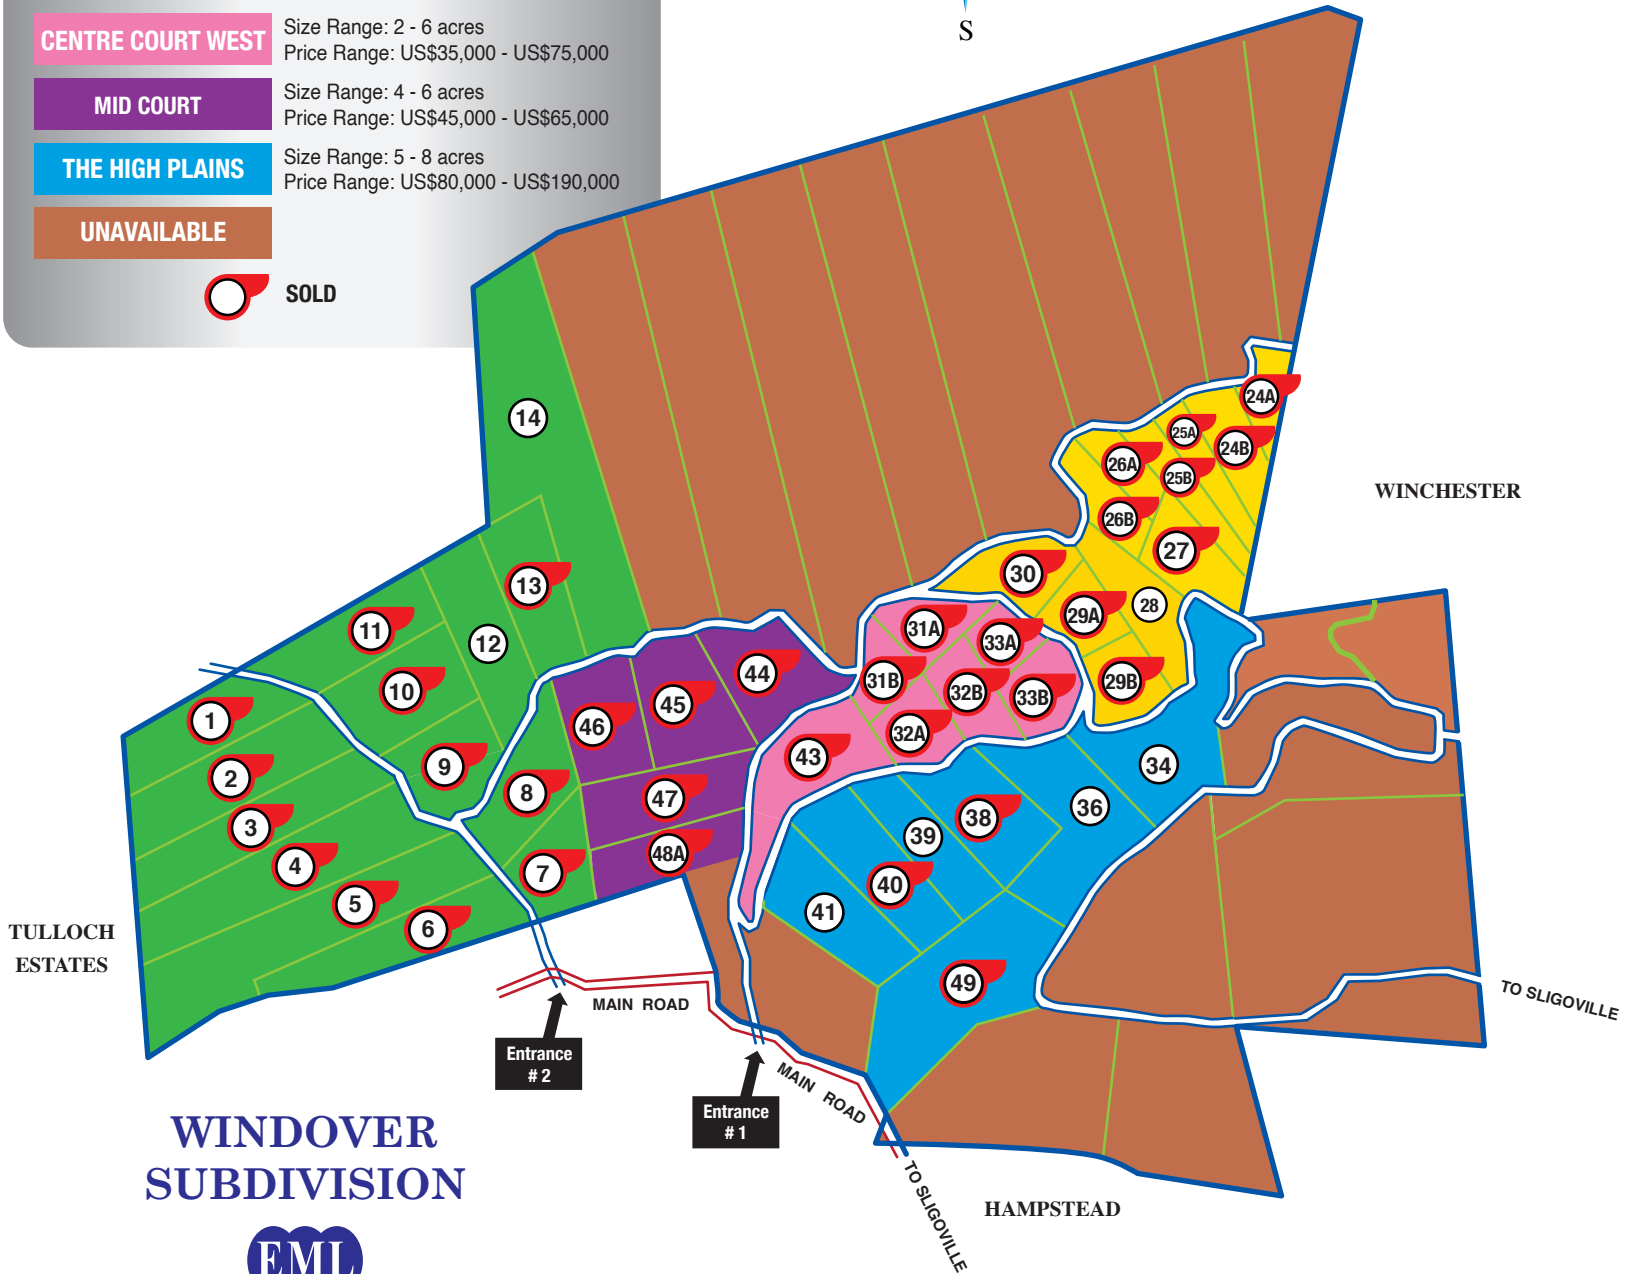 S
CENTRE COURT WEST
Size Range: 2 - 6 acres
Price Range: US$35,000 - US$75,000
MID COURT
Size Range: 4 - 6 acres
Price Range: US$45,000 - US$65,000
THE HIGH PLAINS
Size Range: 5 - 8 acres
Price Range: US$80,000 - US$190,000
UNAVAILABLE
SOLD
14
24A
25A
24B
26A
25B
26B
27
WINCHESTER
30
13
28
29A
11
12
31A
33A
10
44
31B
32B
33B
29B
1
45
46
32A
43
34
2
9
8
47
36
3
39
38
4
48A
7
40
5
41
6
TULLOCH
ESTATES
49
MAIN ROAD
TO SLIGOVILLE
Entrance
# 2
MAIN ROAD
Entrance
# 1
WINDOVER
SUBDIVISION
TO SLIGOVILLE
HAMPSTEAD
EML